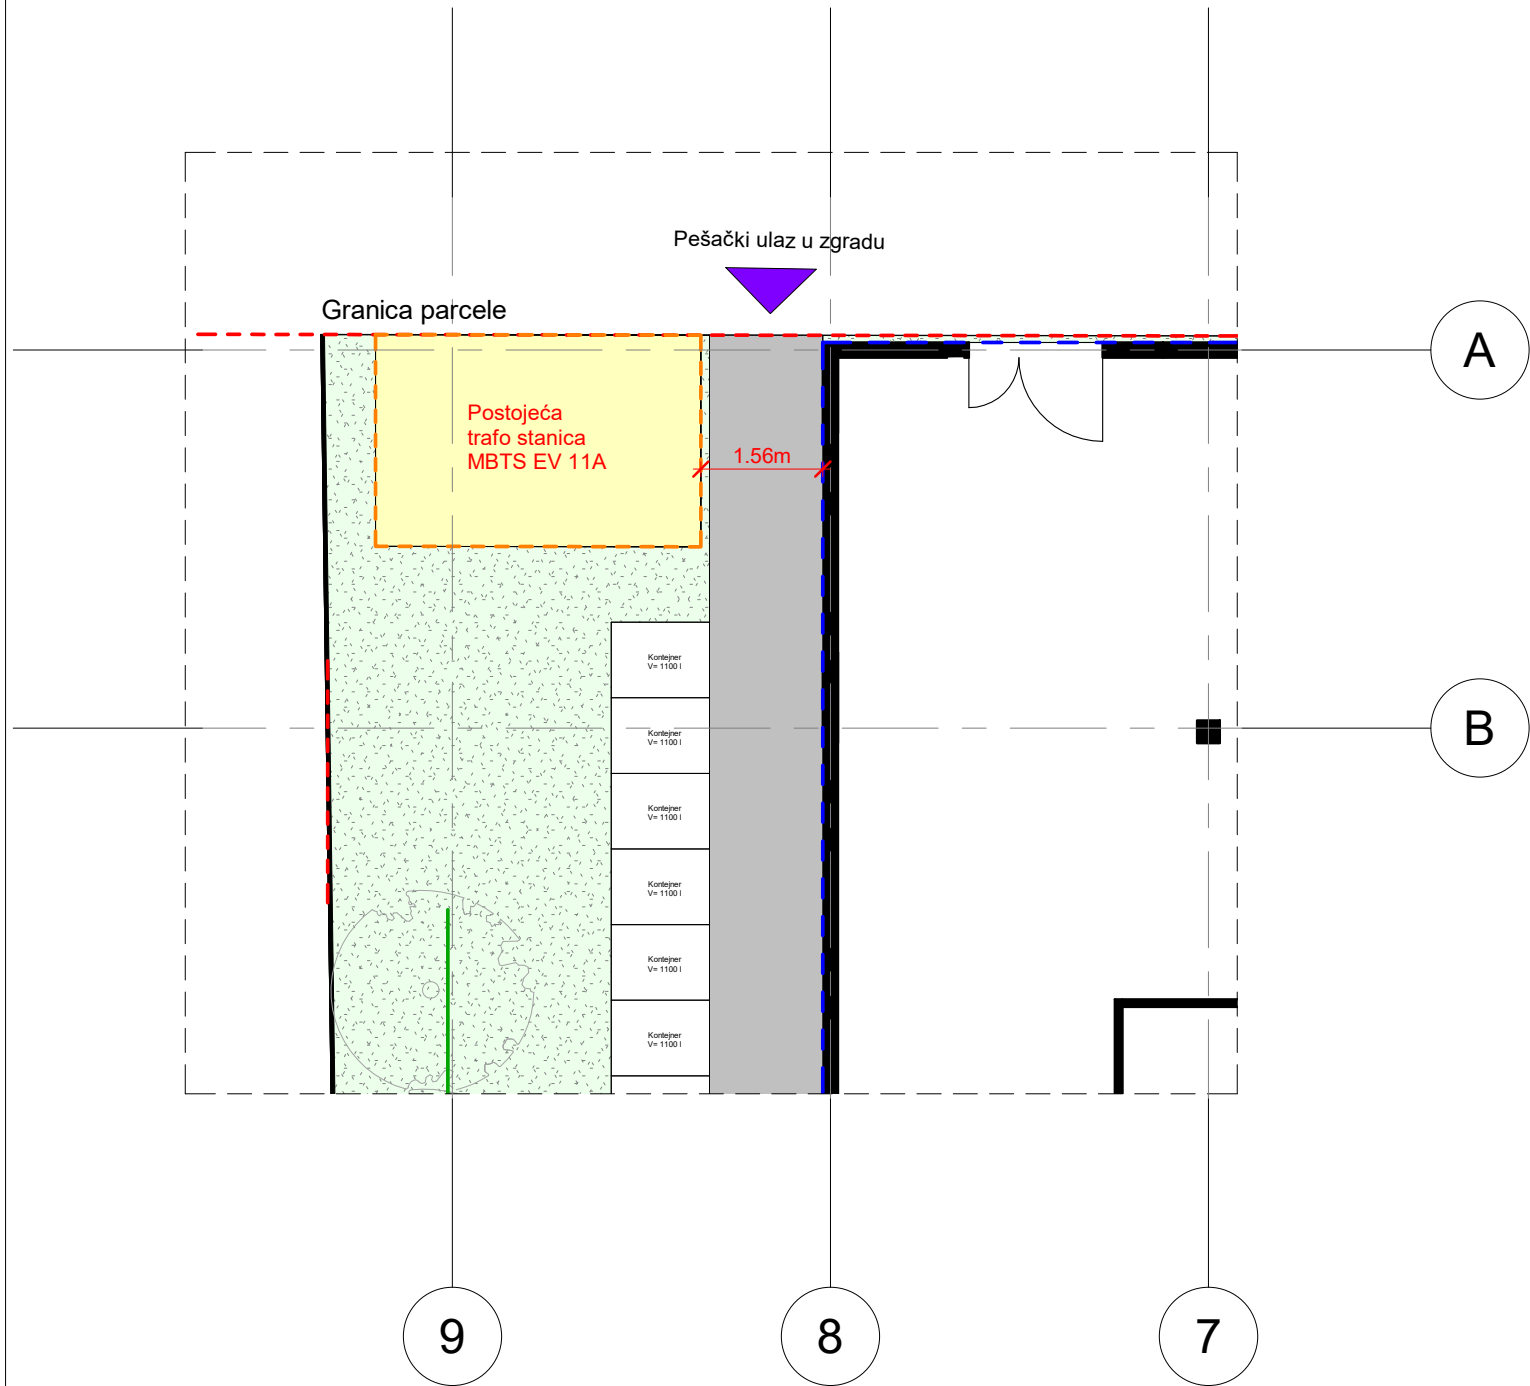 Pešački ulaz u zgradu
Granica parcele
A
Postojeća
trafo stanica
MBTS EV 11A
1.56m
Kontejner
V= 1100 l
B
Kontejner
V= 1100 l
Kontejner
V= 1100 l
Kontejner
V= 1100 l
Kontejner
V= 1100 l
Kontejner
V= 1100 l
9
8
7